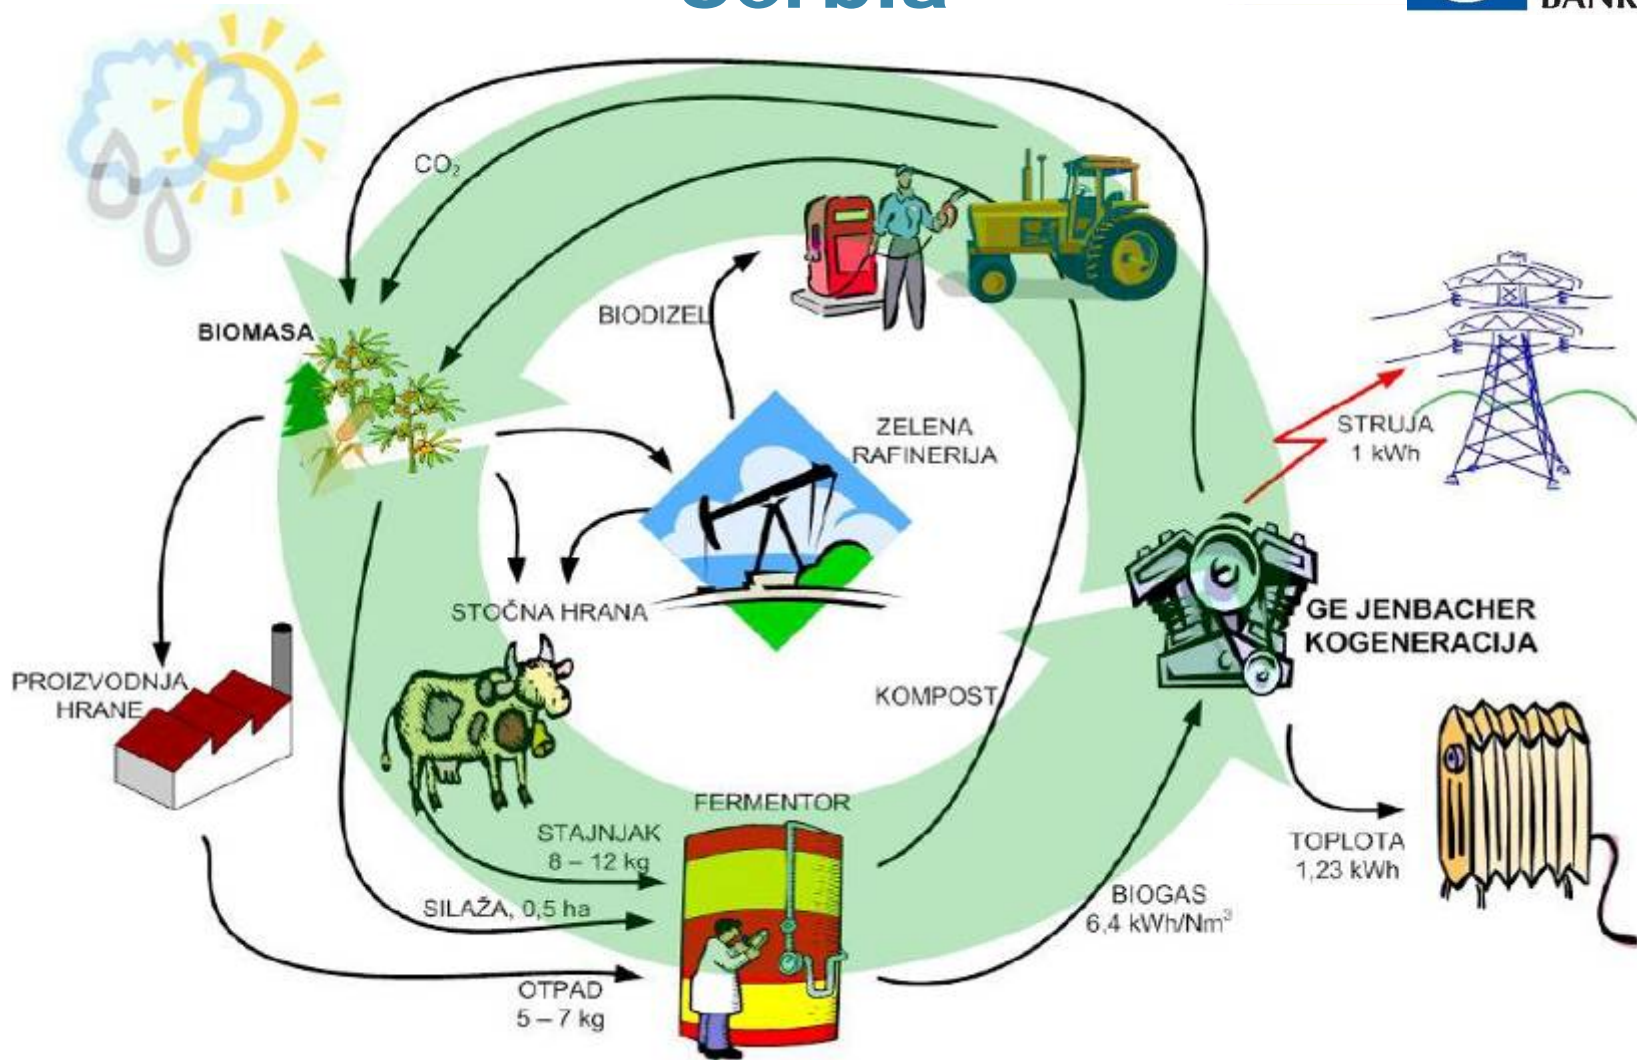 Serbia
BANK
CO₂
BIOMASA
BIODIZEL
ZELENA
RAFINERIJA
STRUJA
1 kWh
STOČNA HRANA
GE JENBACHER
KOGENERACIJA
PROIZVODNJA
HRANE
KOMPOST
FERMENTOR
STAJNJAK
8 – 12 kg
TOPLOTA
1,23 kWh
SILAŽA, 0,5 ha
BIOGAS
6,4 kWh/Nm³
OTPAD
5 – 7 kg